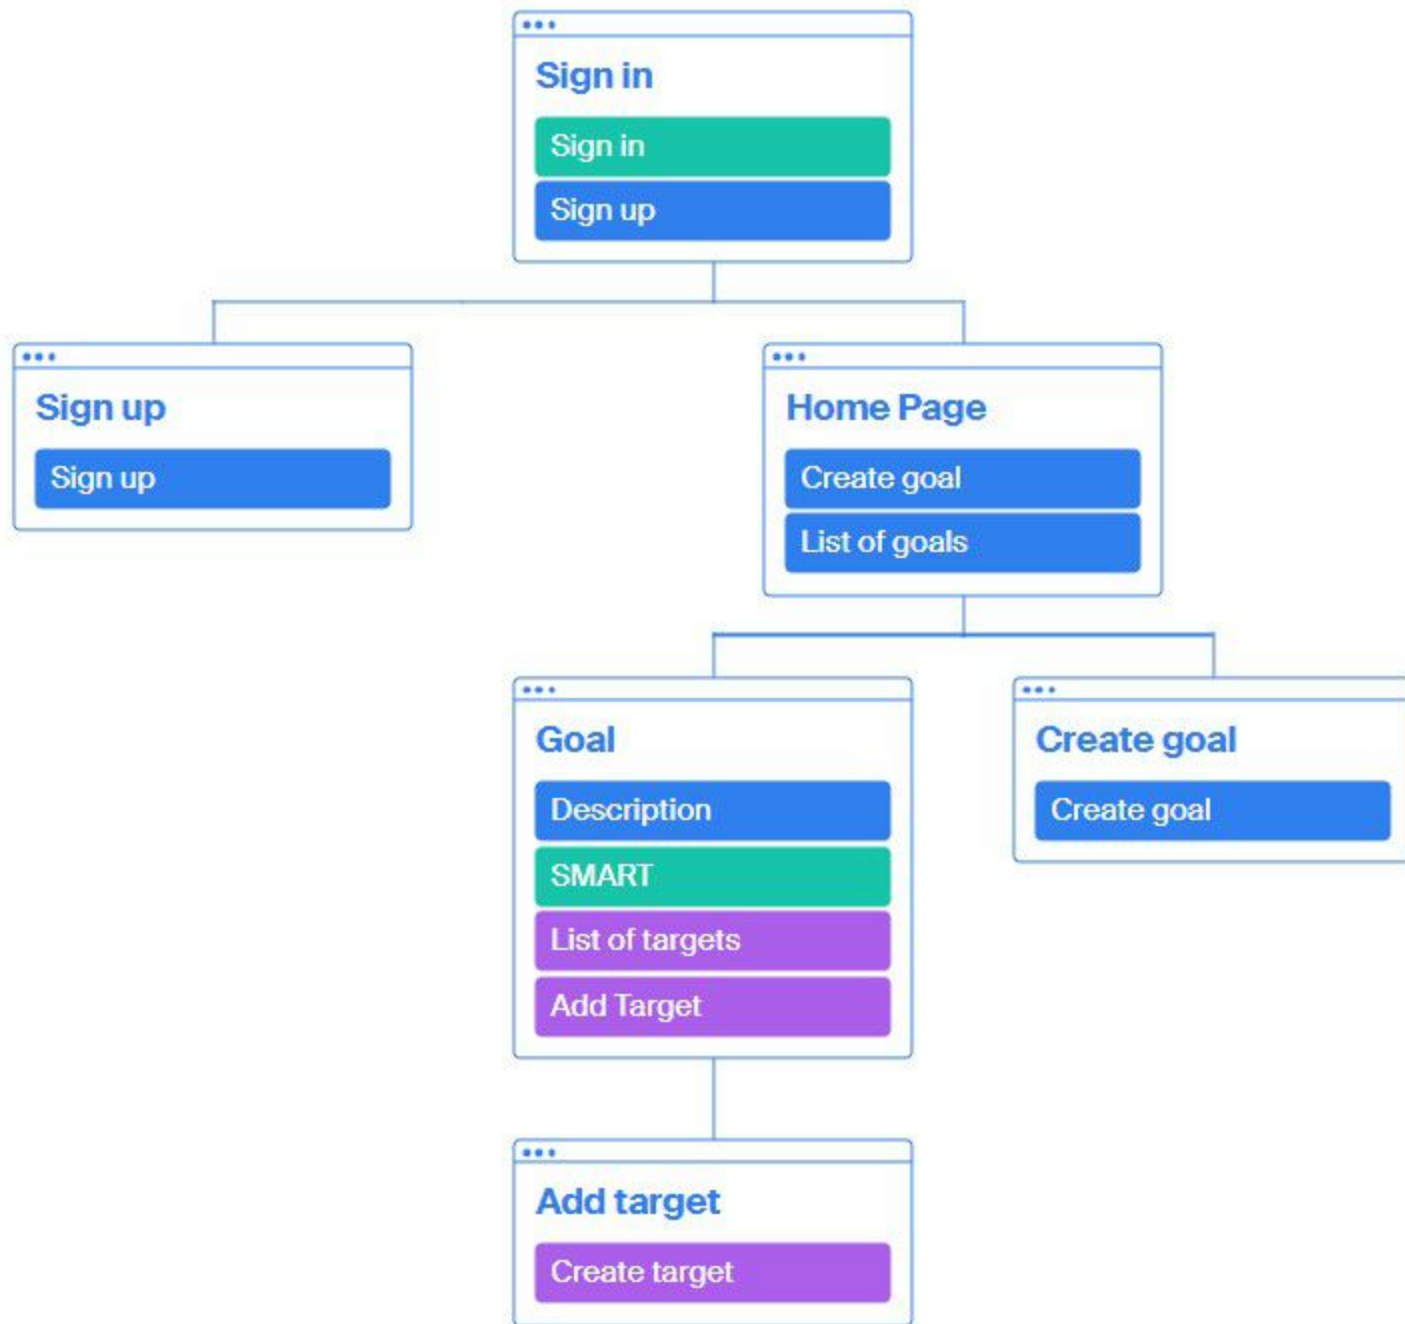 Sign in
Sign in
Sign up
Sign up
Sign up
Home Page
Create goal
List of goals
Goal
Description
SMART
List of targets
Add Target
Create goal
Create goal
Add target
Create target